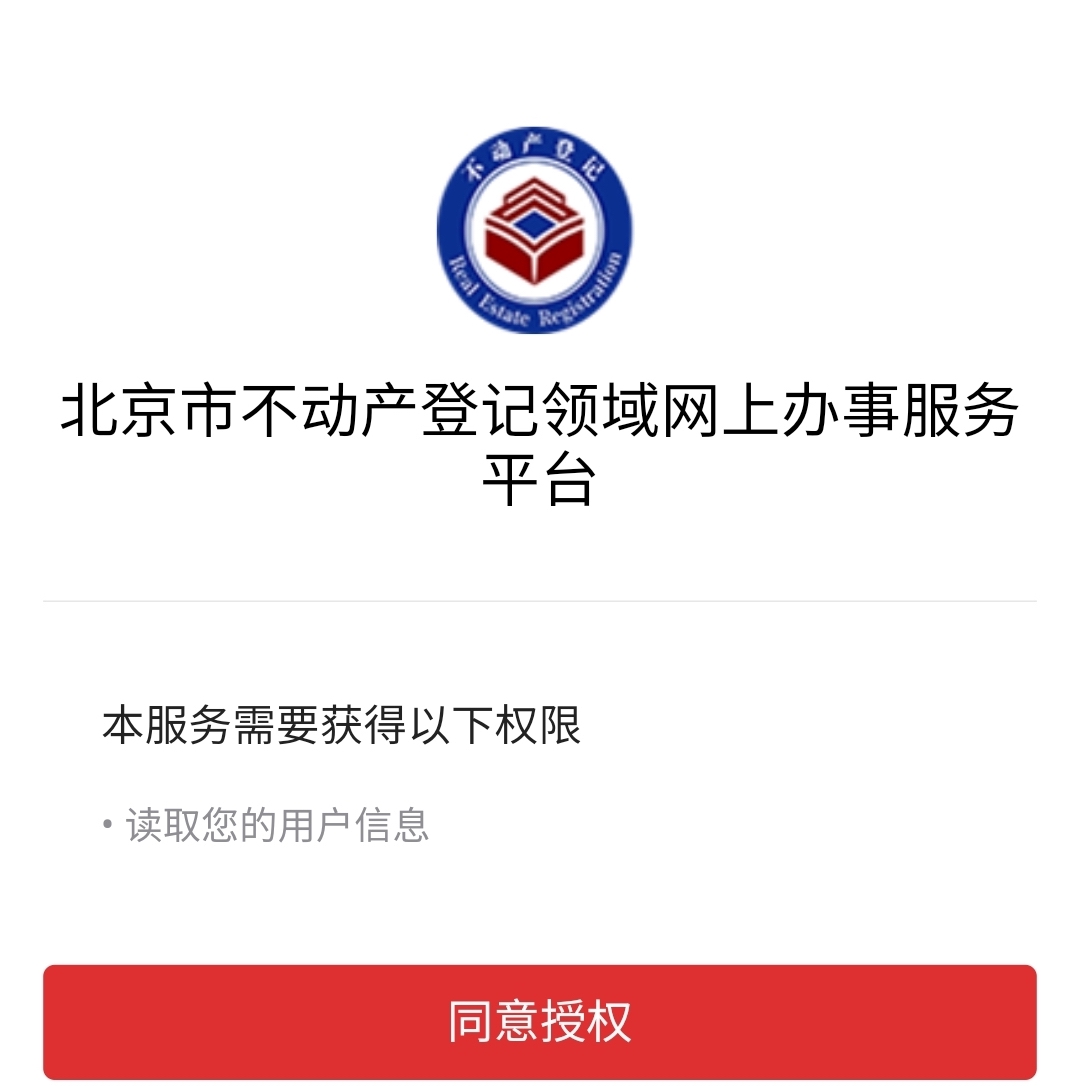 不动产登记
Real Estate Registration
北京市不动产登记领域网上办事服务
平台
本服务需要获得以下权限
• 读取您的用户信息
同意授权